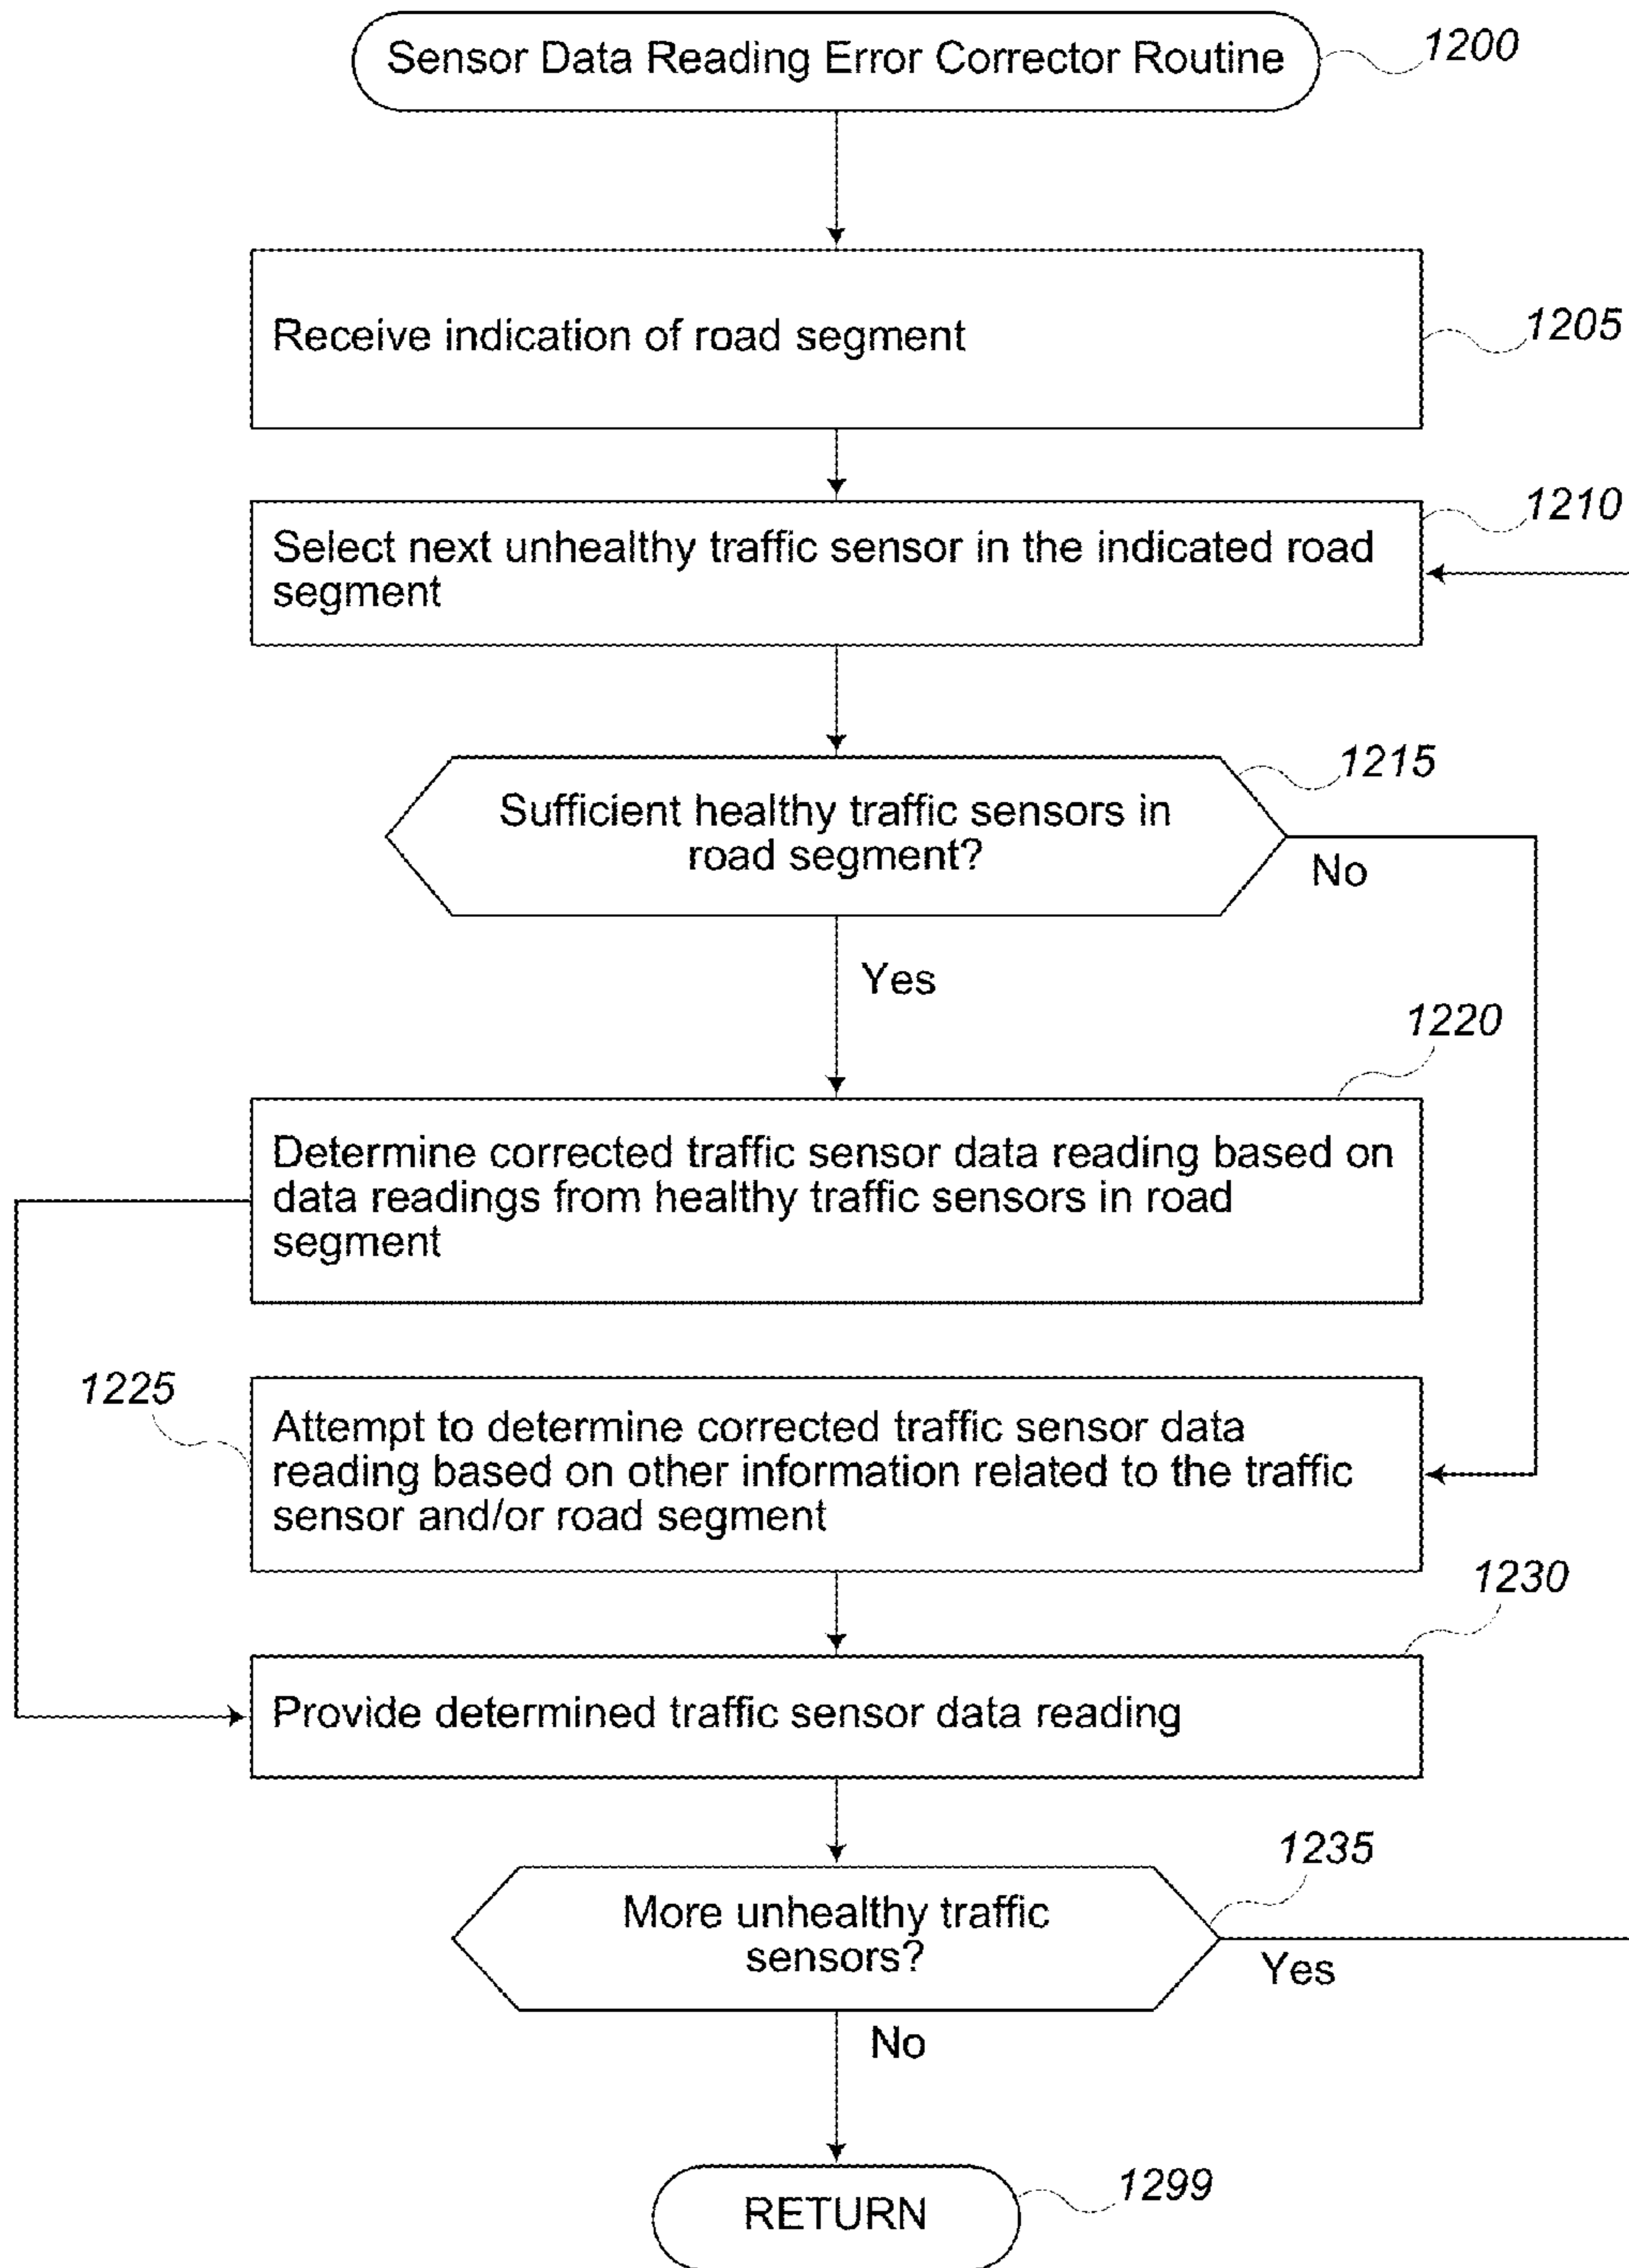 Sensor Data Reading Error Corrector Routine
1200
Receive indication of road segment
1205
1210
Select next unhealthy traffic sensor in the indicated road
segment
1215
Sufficient healthy traffic sensors in
road segment?
No
Yes
1220
Determine corrected traffic sensor data reading based on
data readings from healthy traffic sensors in road
segment
1225
Attempt to determine corrected traffic sensor data
reading based on other information related to the traffic
sensor and/or road segment
1230
Provide determined traffic sensor data reading
1235
More unhealthy traffic
sensors?
Yes
No
RETURN
1299